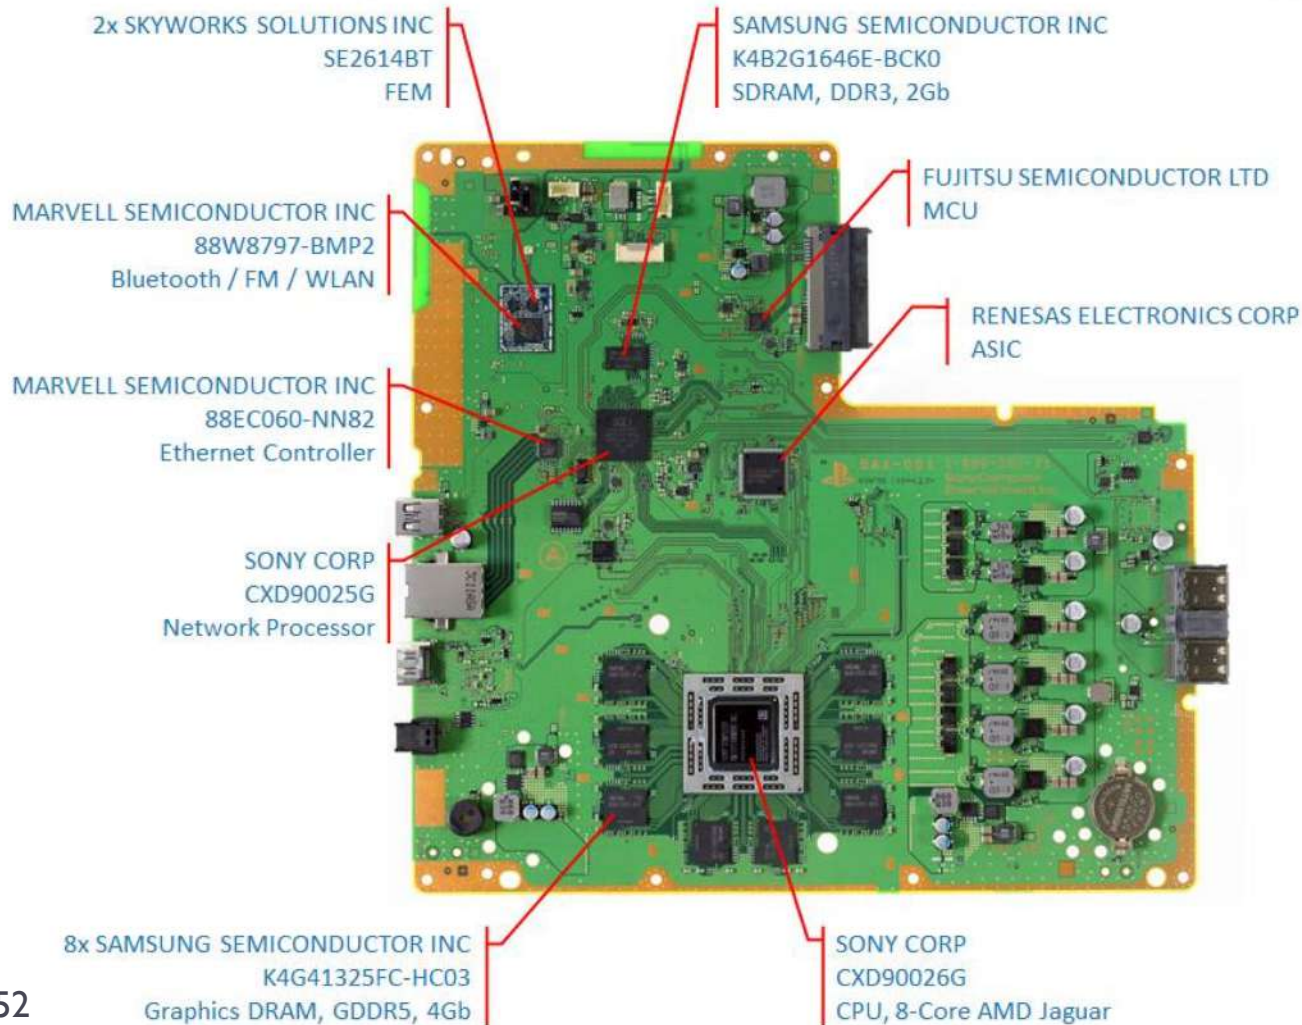 2x SKYWORKS SOLUTIONS INC
SE2614BT
FEM
SAMSUNG SEMICONDUCTOR INC
K4B2G1646E-BCK0
SDRAM, DDR3, 2Gb
FUJITSU SEMICONDUCTOR LTD
MCU
MARVELL SEMICONDUCTOR INC
88W8797-BMP2
Bluetooth / FM / WLAN
RENESAS ELECTRONICS CORP
ASIC
MARVELL SEMICONDUCTOR INC
88EC060-NN82
Ethernet Controller
SONY CORP
CXD90025G
Network Processor
8x SAMSUNG SEMICONDUCTOR INC
K4G41325FC-HC03
Graphics DRAM, GDDR5, 4Gb
SONY CORP
CXD90026G
CPU, 8-Core AMD Jaguar
52